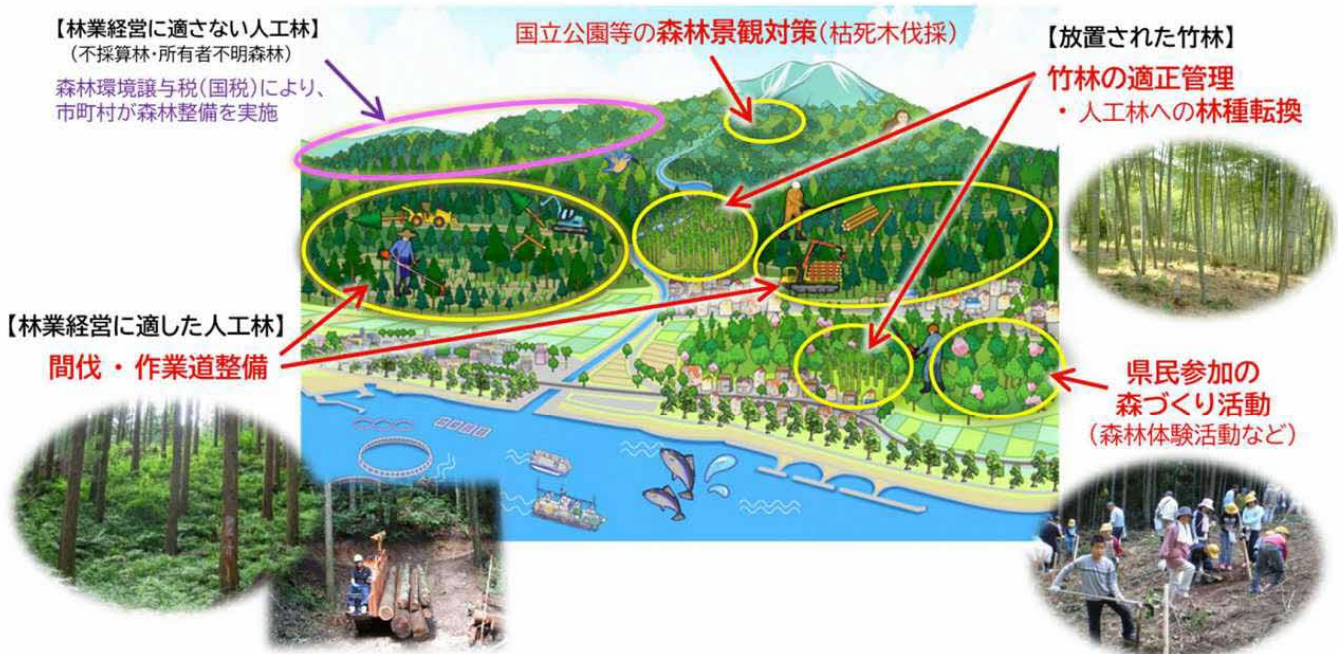 【林業経営に適さない人工林】
(不採算林・所有者不明森林)
森林環境譲与税(国税)により、
市町村が森林整備を実施
国立公園等の森林景観対策(枯死木伐採)
【放置された竹林】
竹林の適正管理
・ 人工林への林種転換
【林業経営に適した人工林】
間伐 ・ 作業道整備
県民参加の
森づくり活動
(森林体験活動など)